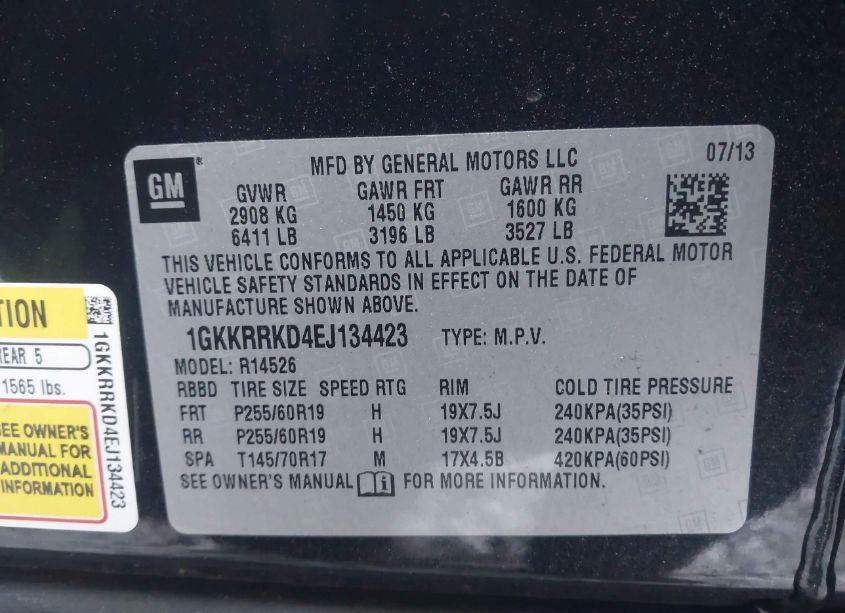 GM
®
MFD BY GENERAL MOTORS LLC
07/13
GVWR GAWR FRT GAWR RR
2908 KG 1450 KG 1600 KG
6411 LB 3196 LB 3527 LB
THIS VEHICLE CONFORMS TO ALL APPLICABLE U.S. FEDERAL MOTOR
VEHICLE SAFETY STANDARDS IN EFFECT ON THE DATE OF
MANUFACTURE SHOWN ABOVE.
1GKKRRKD4EJ134423 TYPE: M.P.V.
MODEL: R14526
RBBD TIRE SIZE SPEED RTG RIM COLD TIRE PRESSURE
FRT P255/60R19 H 19X7.5J 240KPA(35PSI)
RR P255/60R19 H 19X7.5J 240KPA(35PSI)
SPA T145/70R17 M 17X4.5B 420KPA(60PSI)
SEE OWNER'S MANUAL i FOR MORE INFORMATION.
TION
REAR 5
1565 lbs.
SEE OWNER'S
MANUAL FOR
ADDITIONAL
INFORMATION
1GKKRRKD4EJ134423